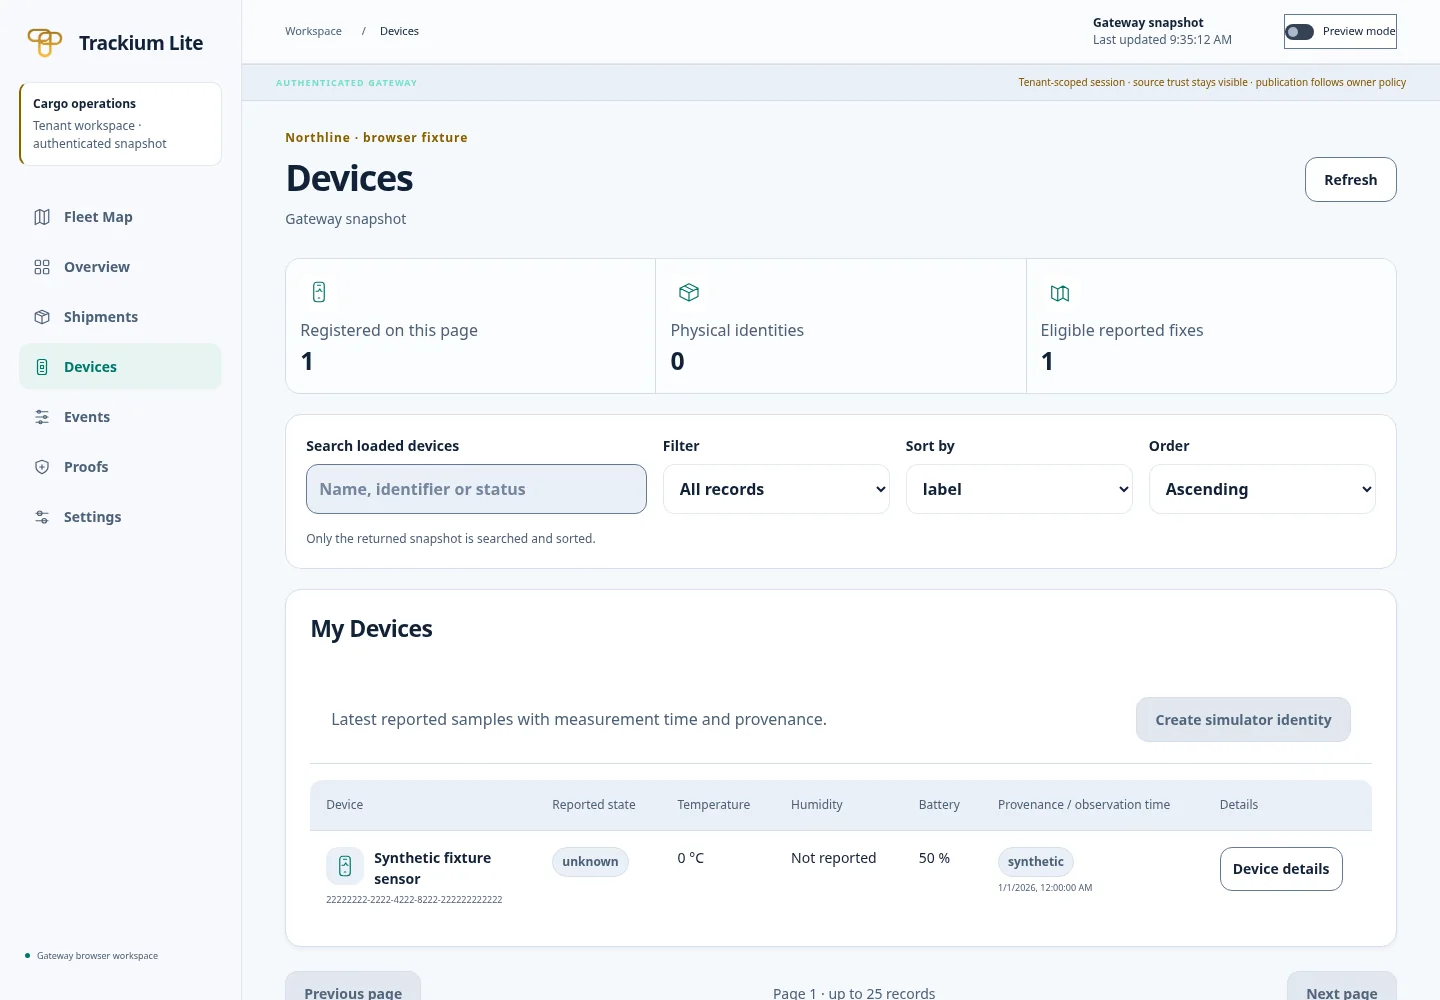 Trackium Lite
Cargo operations
Tenant workspace ·
authenticated snapshot
Fleet Map
Overview
Shipments
Devices
Events
Proofs
Settings
Gateway browser workspace
Workspace / Devices
Gateway snapshot
Last updated 9:35:12 AM
Preview mode
AUTHENTICATED GATEWAY
Tenant-scoped session · source trust stays visible · publication follows owner policy
Northline · browser fixture
Devices
Gateway snapshot
Refresh
Registered on this page
1
Physical identities
0
Eligible reported fixes
1
Search loaded devices
Name, identifier or status
Filter
All records
Sort by
label
Order
Ascending
Only the returned snapshot is searched and sorted.
My Devices
Latest reported samples with measurement time and provenance.
Create simulator identity
Device Reported state Temperature Humidity Battery Provenance / observation time Details
Synthetic fixture
sensor
22222222-2222-4222-8222-222222222222
unknown
0 °C
Not reported
50 %
synthetic
1/1/2026, 12:00:00 AM
Device details
Previous page
Page 1 · up to 25 records
Next page